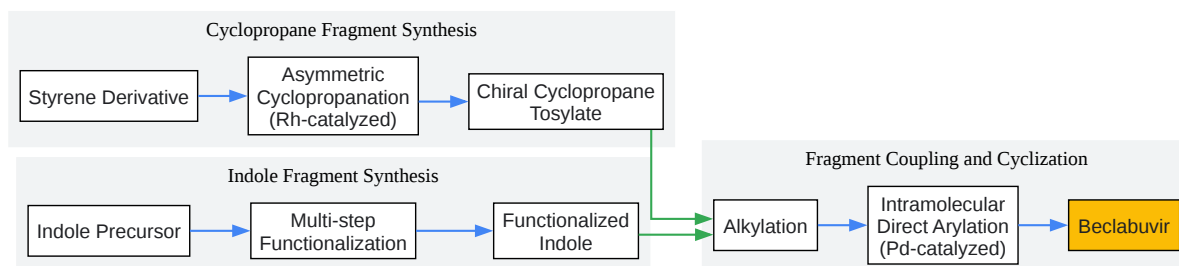 Cyclopropane Fragment Synthesis
Styrene Derivative
Asymmetric
Cyclopropanation
(Rh-catalyzed)
Chiral Cyclopropane
Tosylate
Indole Fragment Synthesis
Indole Precursor
Multi-step
Functionalization
Functionalized
Indole
Fragment Coupling and Cyclization
Alkylation
Intramolecular
Direct Arylation
(Pd-catalyzed)
Beclabuvir